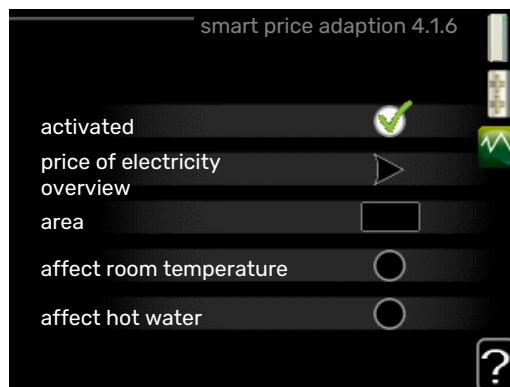 smart price adaption 4.1.6
activated
price of electricity
overview
area
affect room temperature
affect hot water
?